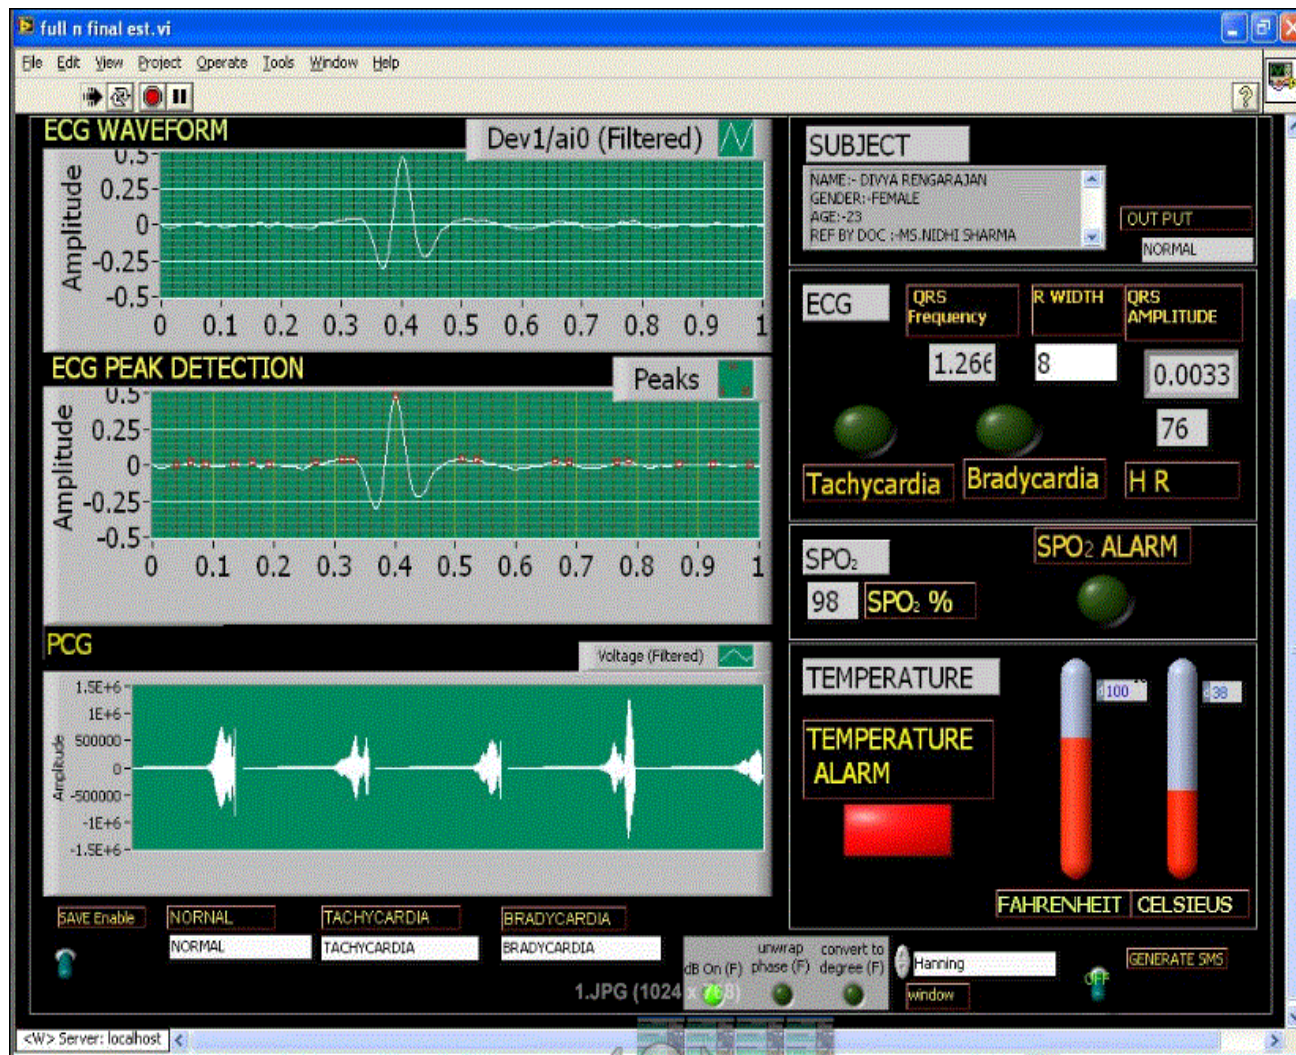 full n final est.vi
File Edit View Project Operate Tools Window Help
ECG WAVEFORM
Dev1/ai0 (Filtered)
Amplitude
0.5
0.25
0
-0.25
-0.5
0 0.1 0.2 0.3 0.4 0.5 0.6 0.7 0.8 0.9 1
ECG PEAK DETECTION
Peaks
Amplitude
0.5
0.25
0
-0.25
-0.5
0 0.1 0.2 0.3 0.4 0.5 0.6 0.7 0.8 0.9 1
PCG
Voltage (Filtered)
Amplitude
1.5E+6
1E+6
500000
0
-500000
-1E+6
-1.5E+6
SUBJECT
NAME:- DIVYA RENGARAJAN
GENDER:-FEMALE
AGE:-23
REF BY DOC :-MS.NIDHI SHARMA
OUT PUT
NORMAL
ECG
QRS
Frequency
R WIDTH
QRS
AMPLITUDE
1.266
8
0.0033
76
Tachycardia
Bradycardia
H R
SPO₂
SPO₂ ALARM
98
SPO₂ %
TEMPERATURE
100
38
TEMPERATURE
ALARM
FAHRENHEIT
CELSIEUS
SAVE Enable
NORNAL
TACHYCARDIA
BRADYCARDIA
NORMAL
TACHYCARDIA
BRADYCARDIA
dB On (F)
unwrap
phase (F)
convert to
degree (F)
Hanning
window
OFF
GENERATE SMS
1.JPG (1024 x 768)
<W> Server: localhost